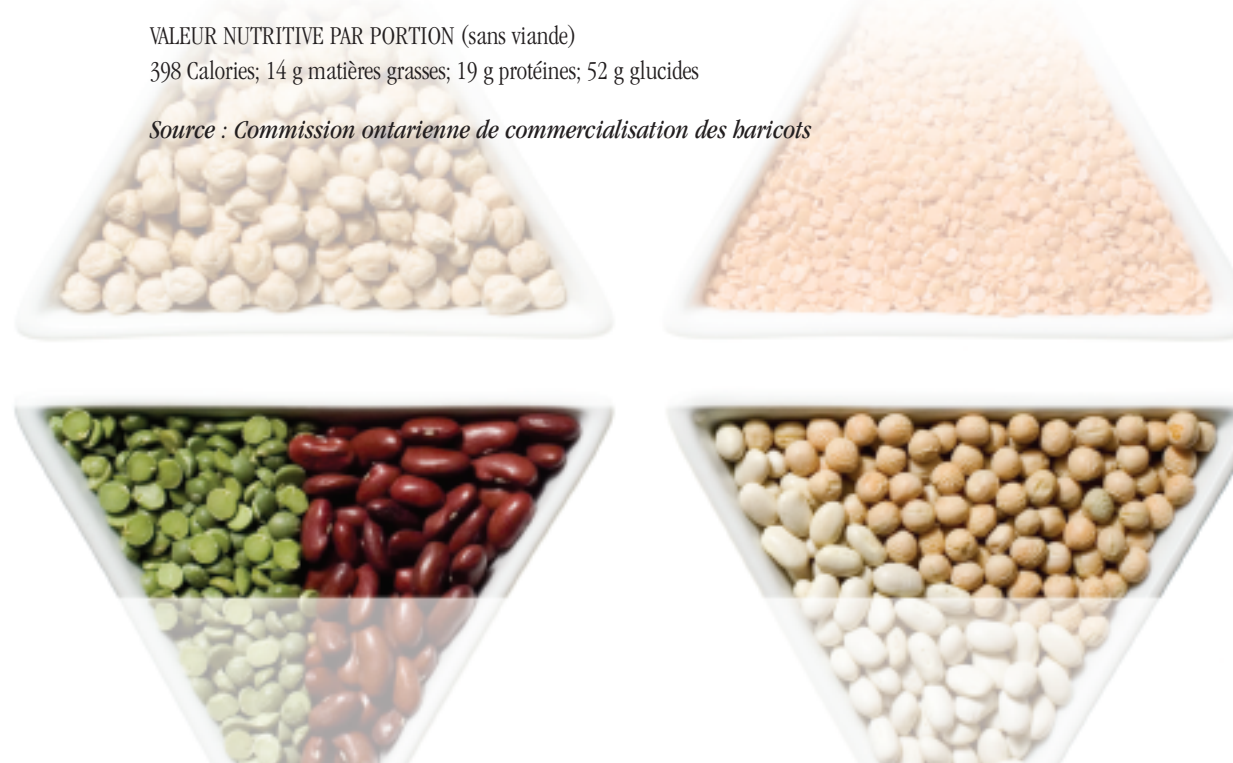 VALEUR NUTRITIVE PAR PORTION (sans viande)
398 Calories; 14 g matières grasses; 19 g protéines; 52 g glucides
Source : Commission ontarienne de commercialisation des haricots